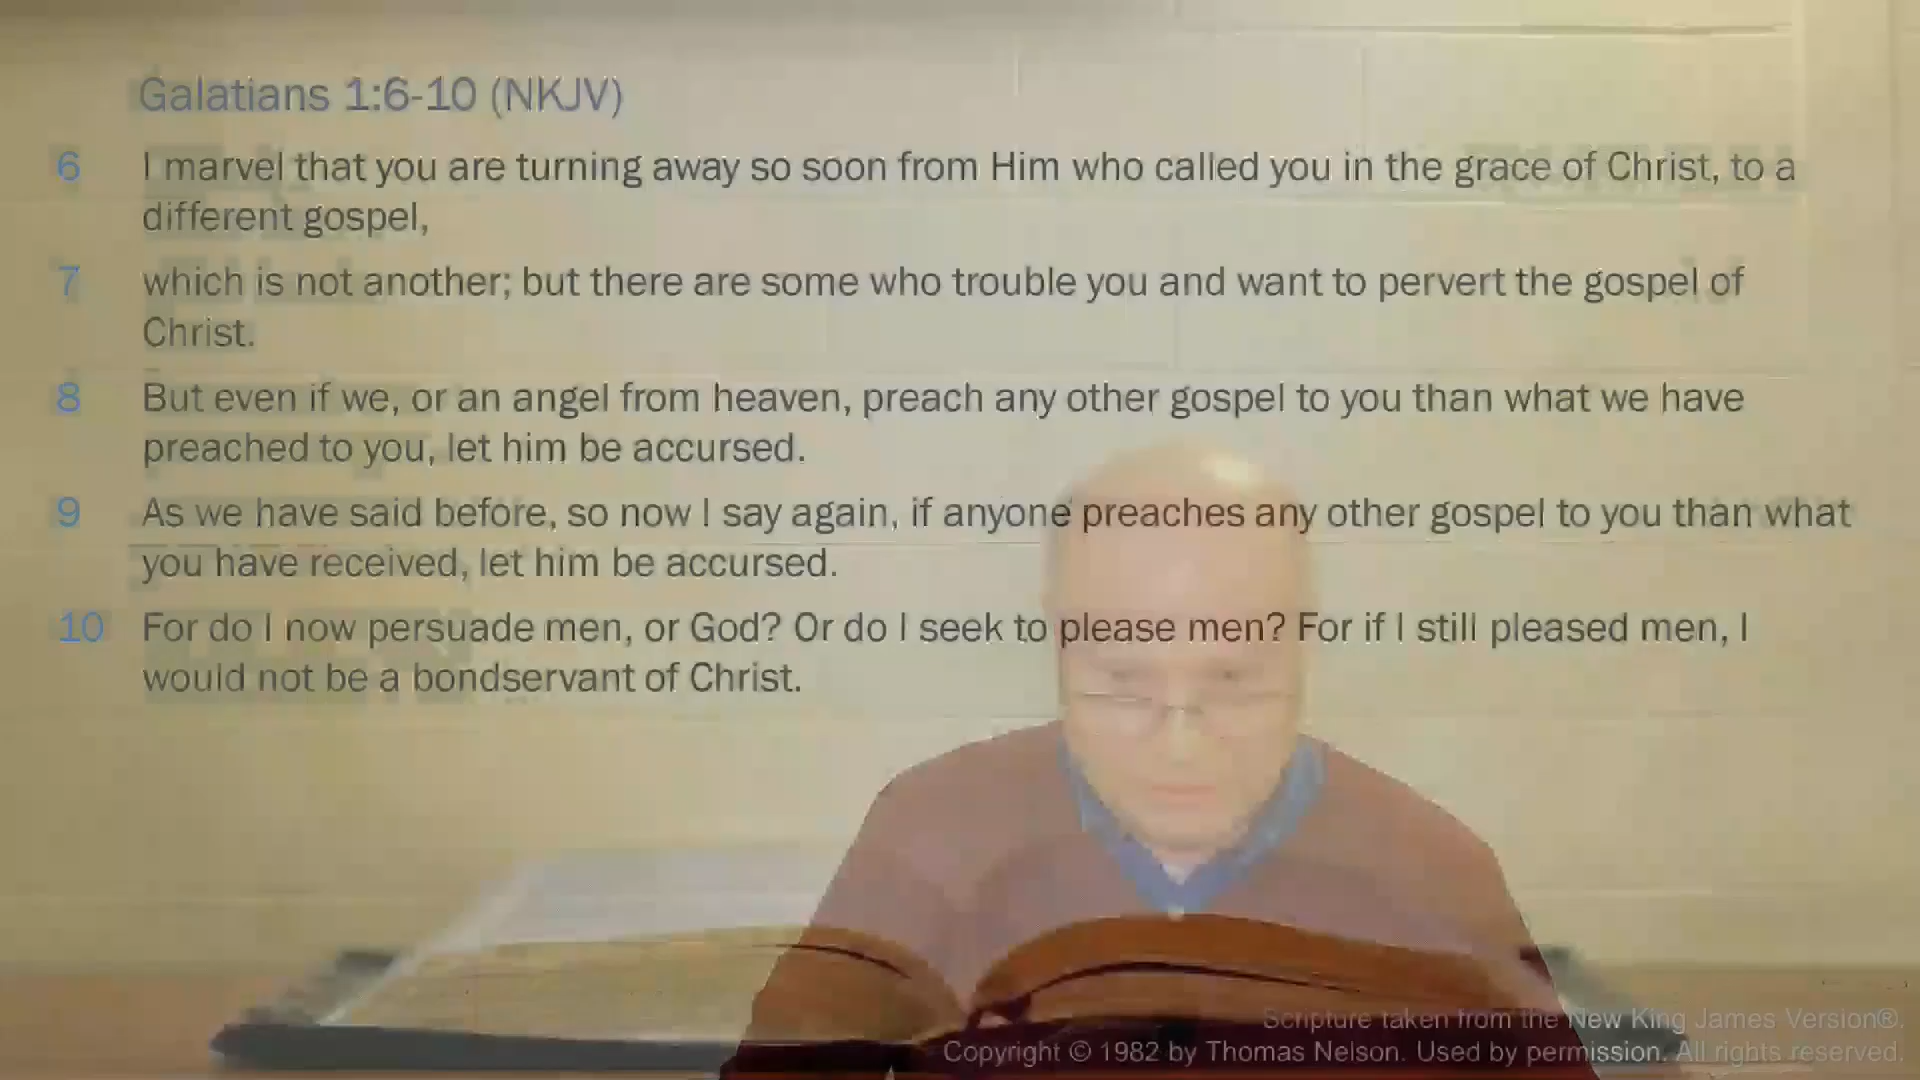 Galatians 1:6-10 (NKJV)
6 I marvel that you are turning away so soon from Him who called you in the grace of Christ, to a
different gospel,
7 which is not another; but there are some who trouble you and want to pervert the gospel of
Christ.
8 But even if we, or an angel from heaven, preach any other gospel to you than what we have
preached to you, let him be accursed.
9 As we have said before, so now I say again, if anyone preaches any other gospel to you than what
you have received, let him be accursed.
10 For do I now persuade men, or God? Or do I seek to please men? For if I still pleased men, I
would not be a bondservant of Christ.
Scripture taken from the New King James Version®.
Copyright © 1982 by Thomas Nelson. Used by permission. All rights reserved.